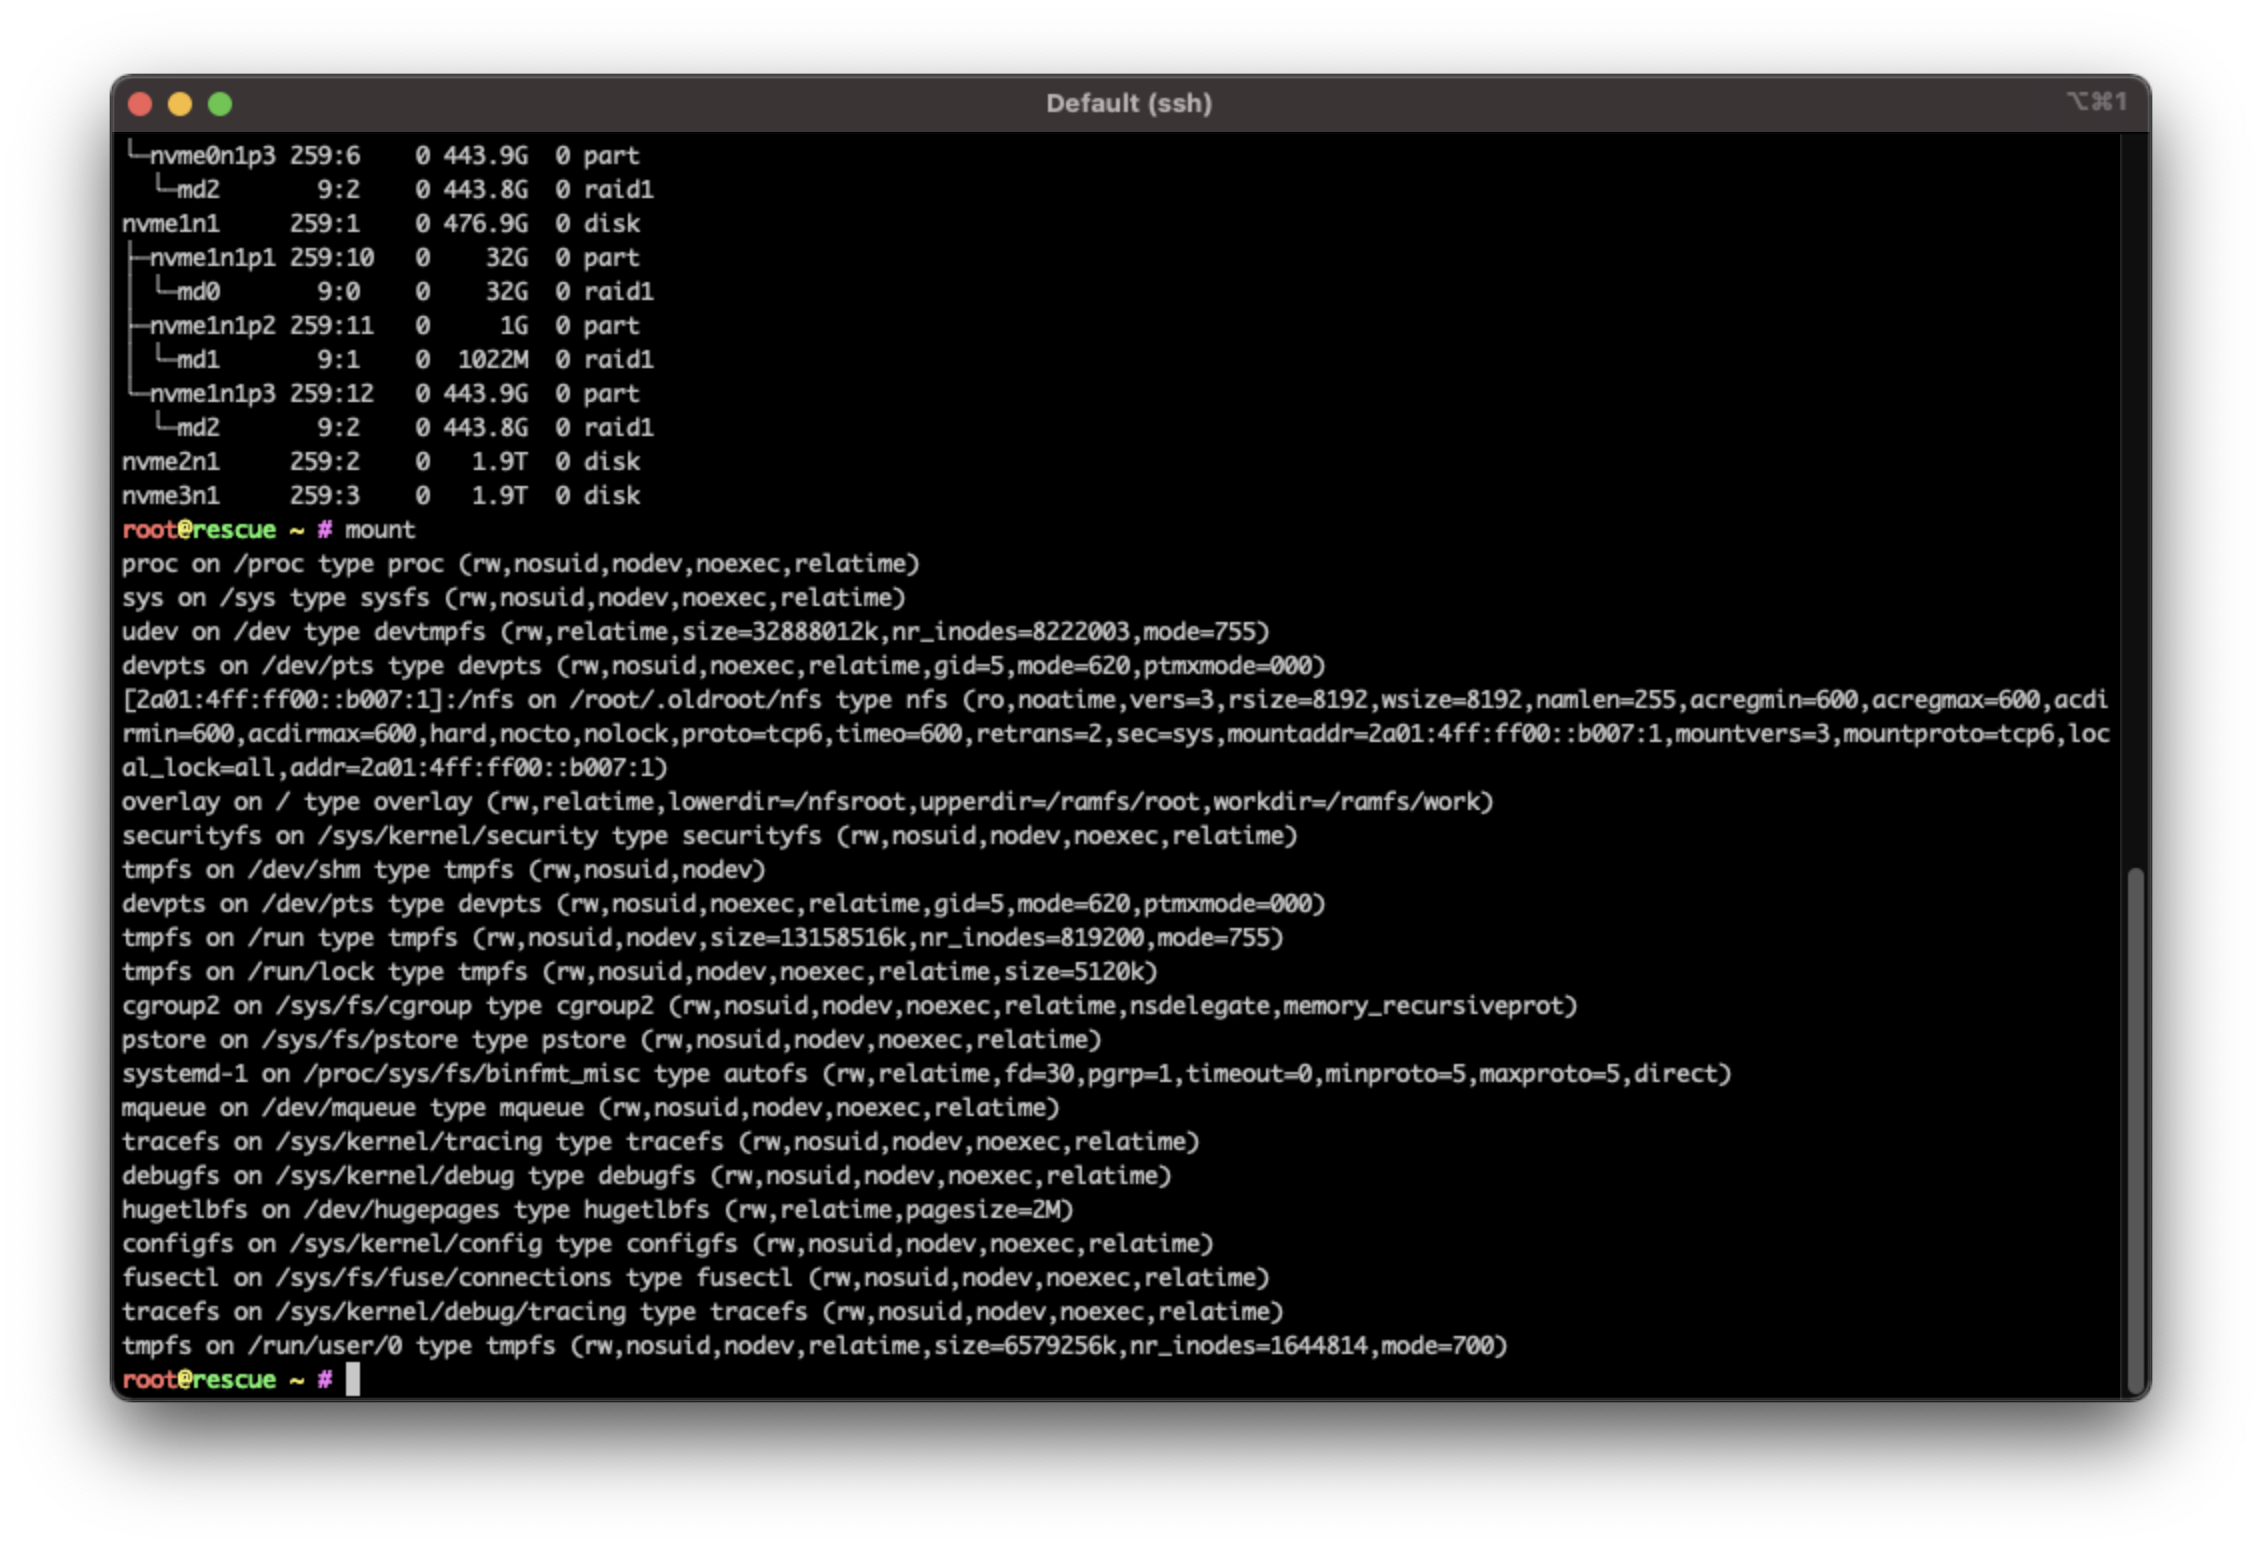 Default (ssh)
⌥⌘1
└─nvme0n1p3 259:6    0 443.9G  0 part
  └─md2       9:2    0 443.8G  0 raid1
nvme1n1     259:1    0 476.9G  0 disk
├─nvme1n1p1 259:10   0    32G  0 part
│ └─md0       9:0    0    32G  0 raid1
├─nvme1n1p2 259:11   0     1G  0 part
│ └─md1       9:1    0  1022M  0 raid1
└─nvme1n1p3 259:12   0 443.9G  0 part
  └─md2       9:2    0 443.8G  0 raid1
nvme2n1     259:2    0   1.9T  0 disk
nvme3n1     259:3    0   1.9T  0 disk
root@rescue ~ # mount
proc on /proc type proc (rw,nosuid,nodev,noexec,relatime)
sys on /sys type sysfs (rw,nosuid,nodev,noexec,relatime)
udev on /dev type devtmpfs (rw,relatime,size=32888012k,nr_inodes=8222003,mode=755)
devpts on /dev/pts type devpts (rw,nosuid,noexec,relatime,gid=5,mode=620,ptmxmode=000)
[2a01:4ff:ff00::b007:1]:/nfs on /root/.oldroot/nfs type nfs (ro,noatime,vers=3,rsize=8192,wsize=8192,namlen=255,acregmin=600,acregmax=600,acdi
rmin=600,acdirmax=600,hard,nocto,nolock,proto=tcp6,timeo=600,retrans=2,sec=sys,mountaddr=2a01:4ff:ff00::b007:1,mountvers=3,mountproto=tcp6,loc
al_lock=all,addr=2a01:4ff:ff00::b007:1)
overlay on / type overlay (rw,relatime,lowerdir=/nfsroot,upperdir=/ramfs/root,workdir=/ramfs/work)
securityfs on /sys/kernel/security type securityfs (rw,nosuid,nodev,noexec,relatime)
tmpfs on /dev/shm type tmpfs (rw,nosuid,nodev)
devpts on /dev/pts type devpts (rw,nosuid,noexec,relatime,gid=5,mode=620,ptmxmode=000)
tmpfs on /run type tmpfs (rw,nosuid,nodev,size=13158516k,nr_inodes=819200,mode=755)
tmpfs on /run/lock type tmpfs (rw,nosuid,nodev,noexec,relatime,size=5120k)
cgroup2 on /sys/fs/cgroup type cgroup2 (rw,nosuid,nodev,noexec,relatime,nsdelegate,memory_recursiveprot)
pstore on /sys/fs/pstore type pstore (rw,nosuid,nodev,noexec,relatime)
systemd-1 on /proc/sys/fs/binfmt_misc type autofs (rw,relatime,fd=30,pgrp=1,timeout=0,minproto=5,maxproto=5,direct)
mqueue on /dev/mqueue type mqueue (rw,nosuid,nodev,noexec,relatime)
tracefs on /sys/kernel/tracing type tracefs (rw,nosuid,nodev,noexec,relatime)
debugfs on /sys/kernel/debug type debugfs (rw,nosuid,nodev,noexec,relatime)
hugetlbfs on /dev/hugepages type hugetlbfs (rw,relatime,pagesize=2M)
configfs on /sys/kernel/config type configfs (rw,nosuid,nodev,noexec,relatime)
fusectl on /sys/fs/fuse/connections type fusectl (rw,nosuid,nodev,noexec,relatime)
tracefs on /sys/kernel/debug/tracing type tracefs (rw,nosuid,nodev,noexec,relatime)
tmpfs on /run/user/0 type tmpfs (rw,nosuid,nodev,relatime,size=6579256k,nr_inodes=1644814,mode=700)
root@rescue ~ #